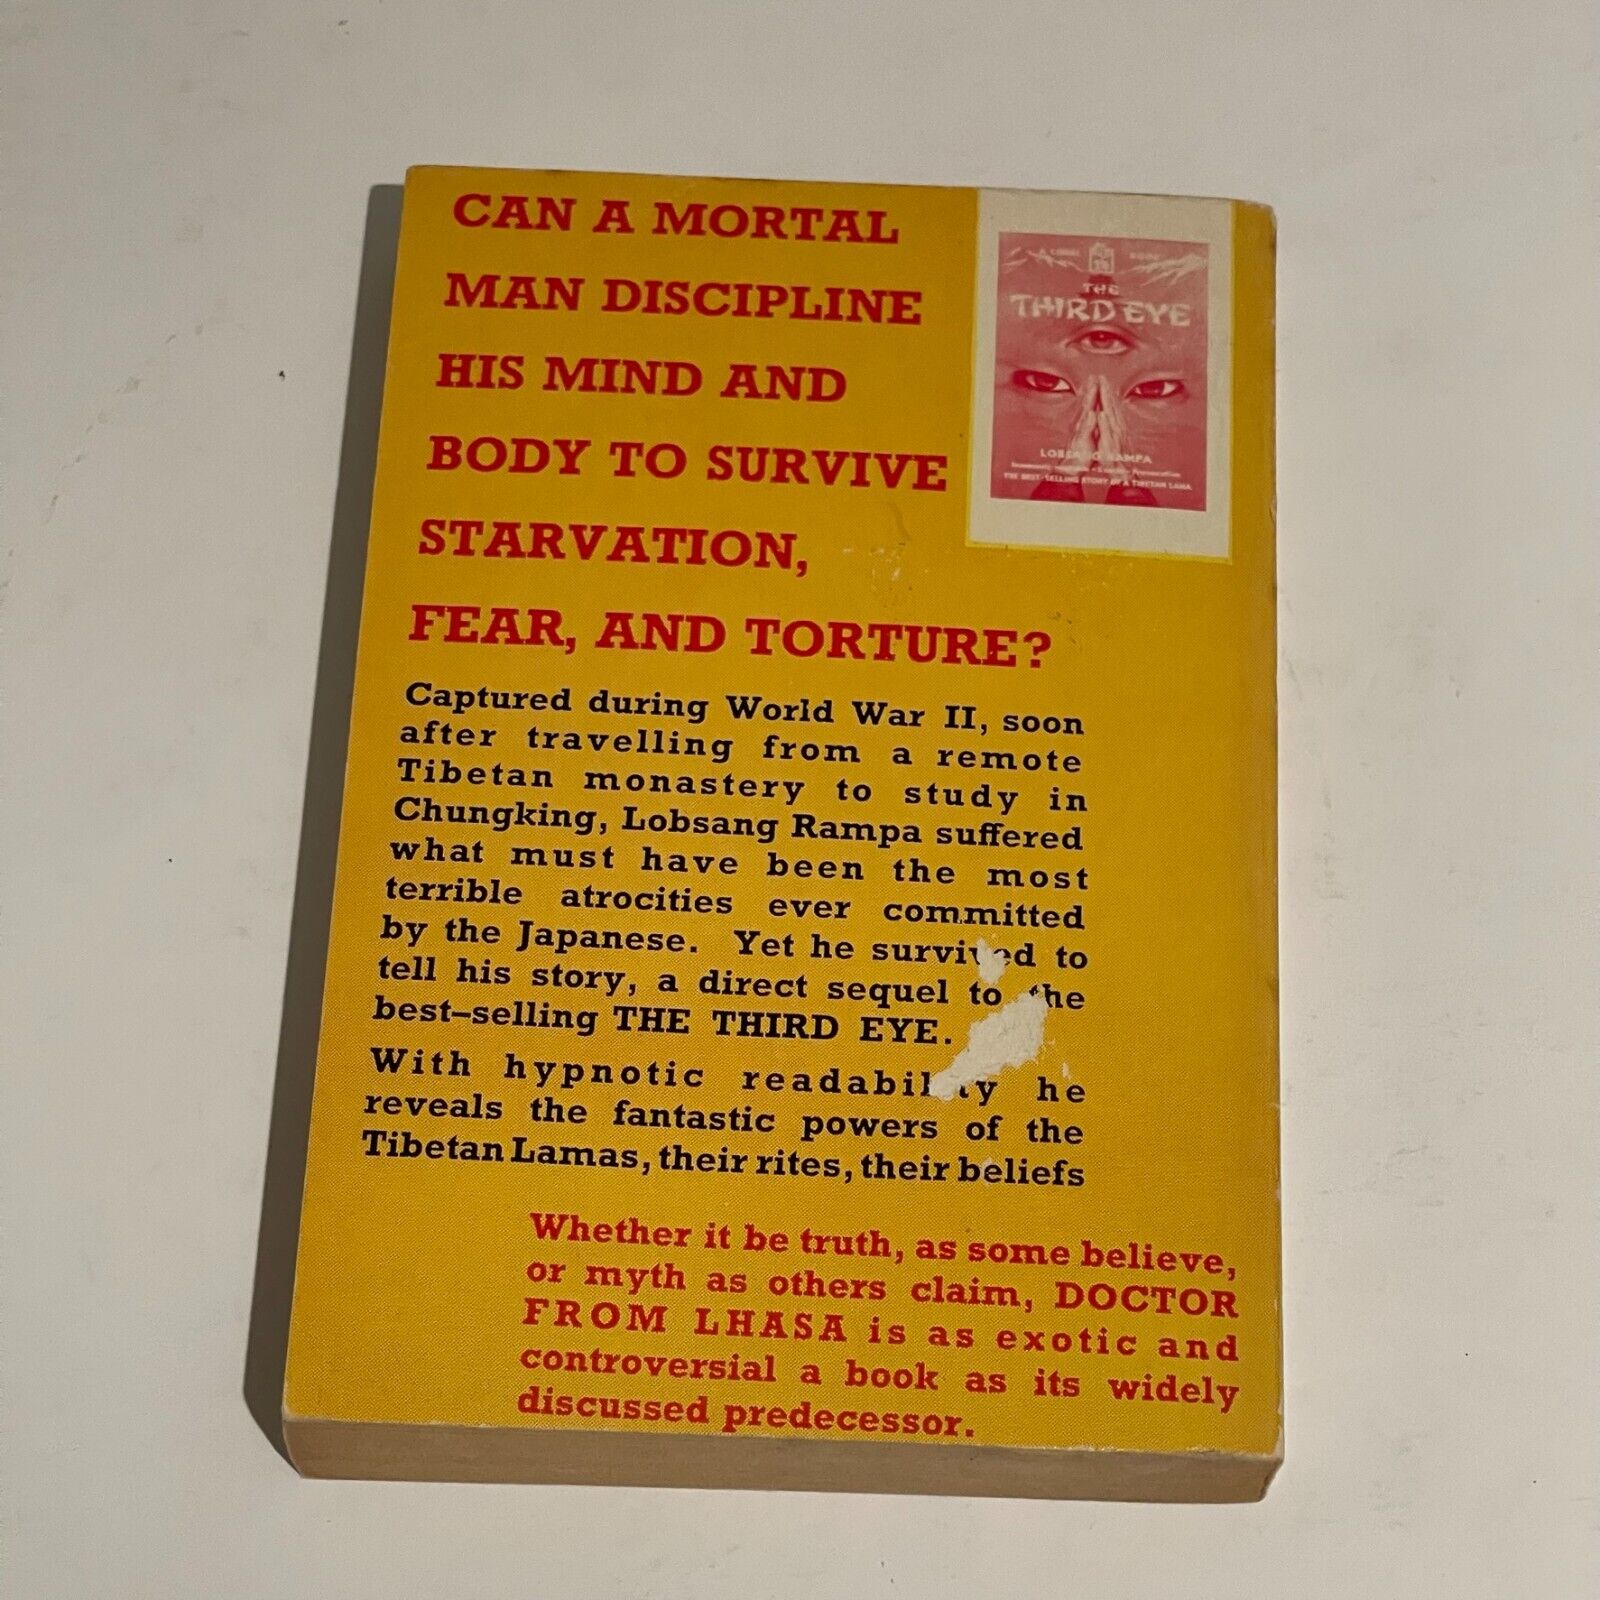 CAN A MORTAL
MAN DISCIPLINE
HIS MIND AND
BODY TO SURVIVE
STARVATION,
FEAR, AND TORTURE?
THE
THIRD EYE
LOBSANG RAMPA
THE BEST-SELLING STORY OF A TIBETAN LAMA
Captured during World War II, soon
after travelling from a remote
Tibetan monastery to study in
Chungking, Lobsang Rampa suffered
what must have been the most
terrible atrocities ever committed
by the Japanese. Yet he survived to
tell his story, a direct sequel to the
best-selling THE THIRD EYE.
With hypnotic readability he
reveals the fantastic powers of the
Tibetan Lamas, their rites, their beliefs
Whether it be truth, as some believe,
or myth as others claim, DOCTOR
FROM LHASA is as exotic and
controversial a book as its widely
discussed predecessor.